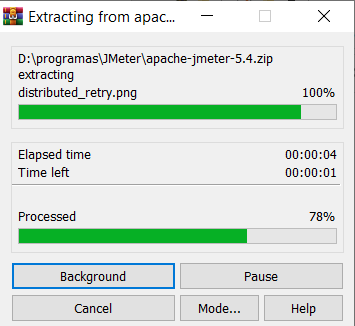 Extracting from apac...
D:\programas\JMeter\apache-jmeter-5.4.zip
extracting
distributed_retry.png 100%
Elapsed time 00:00:04
Time left 00:00:01
Processed 78%
Background Pause
Cancel Mode... Help